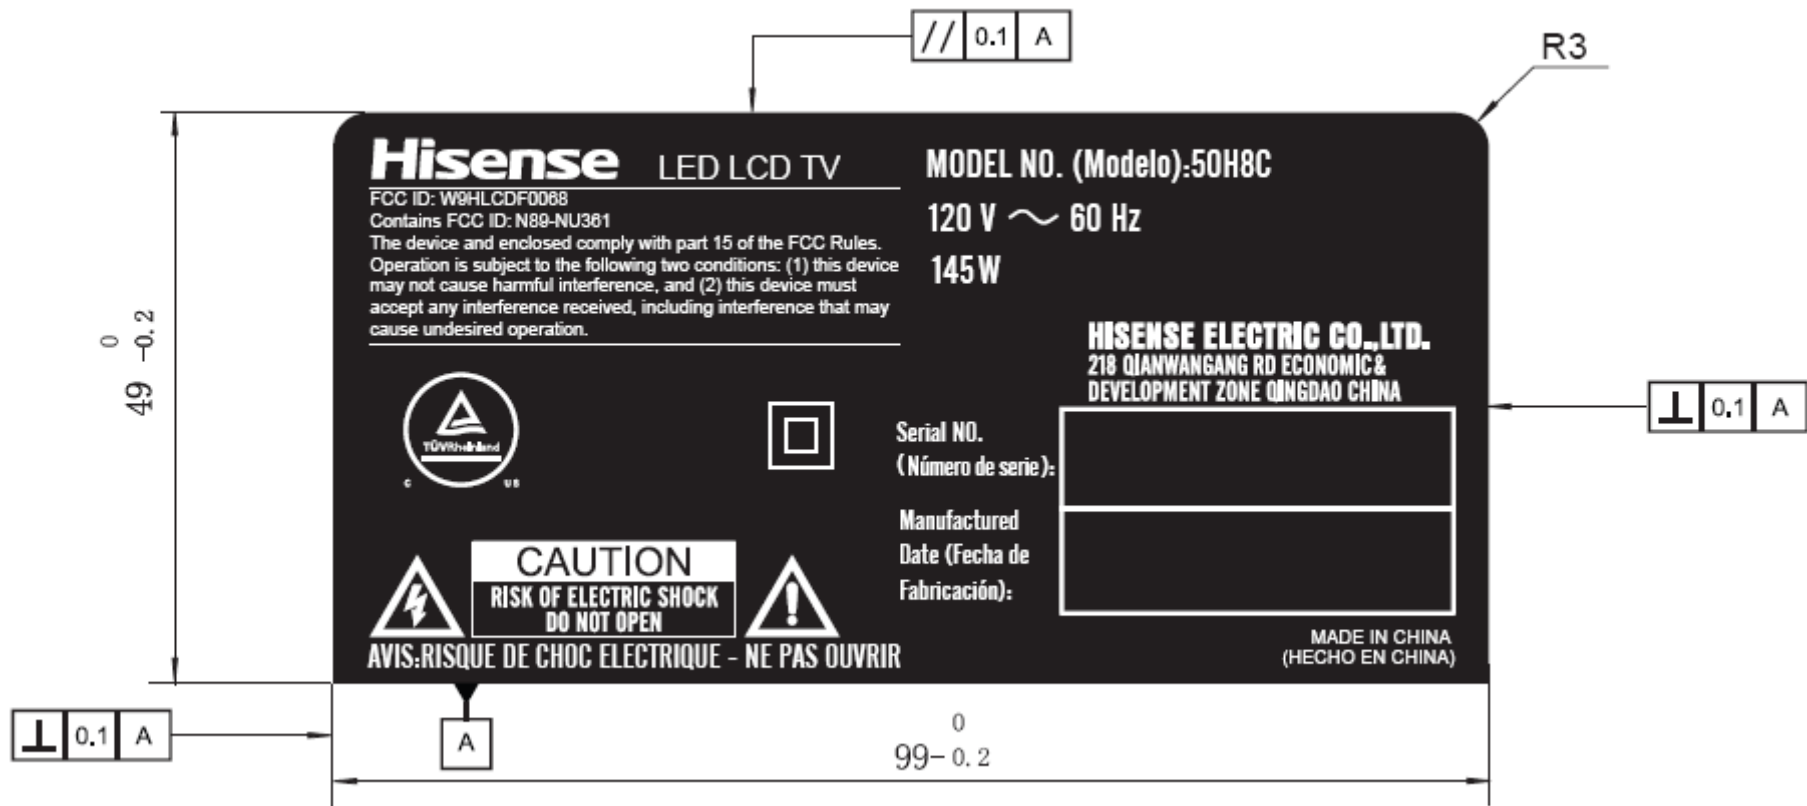 // 0.1 A
R3
Hisense LED LCD TV
FCC ID: W9HLCDF0068
Contains FCC ID: N89-NU361
The device and enclosed comply with part 15 of the FCC Rules.
Operation is subject to the following two conditions: (1) this device
may not cause harmful interference, and (2) this device must
accept any interference received, including interference that may
cause undesired operation.
MODEL NO. (Modelo):50H8C
120 V ～ 60 Hz
145W
HISENSE ELECTRIC CO.,LTD.
218 QIANWANGANG RD ECONOMIC&
DEVELOPMENT ZONE QINGDAO CHINA
0
49 -0.2
⊥ 0.1 A
TÜVRheinland
C US
Serial NO.
(Número de serie):
Manufactured
Date (Fecha de
Fabricación):
CAUTION
RISK OF ELECTRIC SHOCK
DO NOT OPEN
AVIS:RISQUE DE CHOC ELECTRIQUE - NE PAS OUVRIR
MADE IN CHINA
(HECHO EN CHINA)
⊥ 0.1 A
A
0
99-0.2